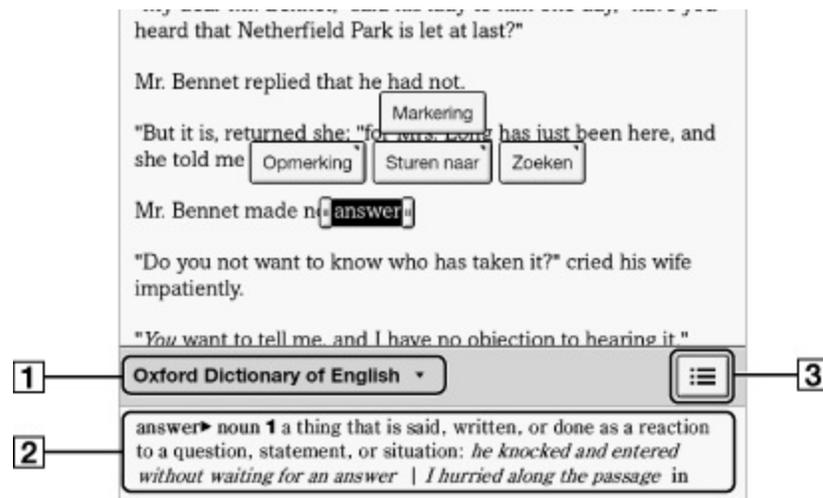 heard that Netherfield Park is let at last?"
Mr. Bennet replied that he had not.
Markering
"But it is, returned she; "for Mrs. Long has just been here, and
she told me
Opmerking
Sturen naar
Zoeken
Mr. Bennet made answer
"Do you not want to know who has taken it?" cried his wife
impatiently.
"You want to tell me, and I have no objection to hearing it."
1 Oxford Dictionary of English
3
2 answer▶ noun 1 a thing that is said, written, or done as a reaction
to a question, statement, or situation: he knocked and entered
without waiting for an answer | I hurried along the passage in